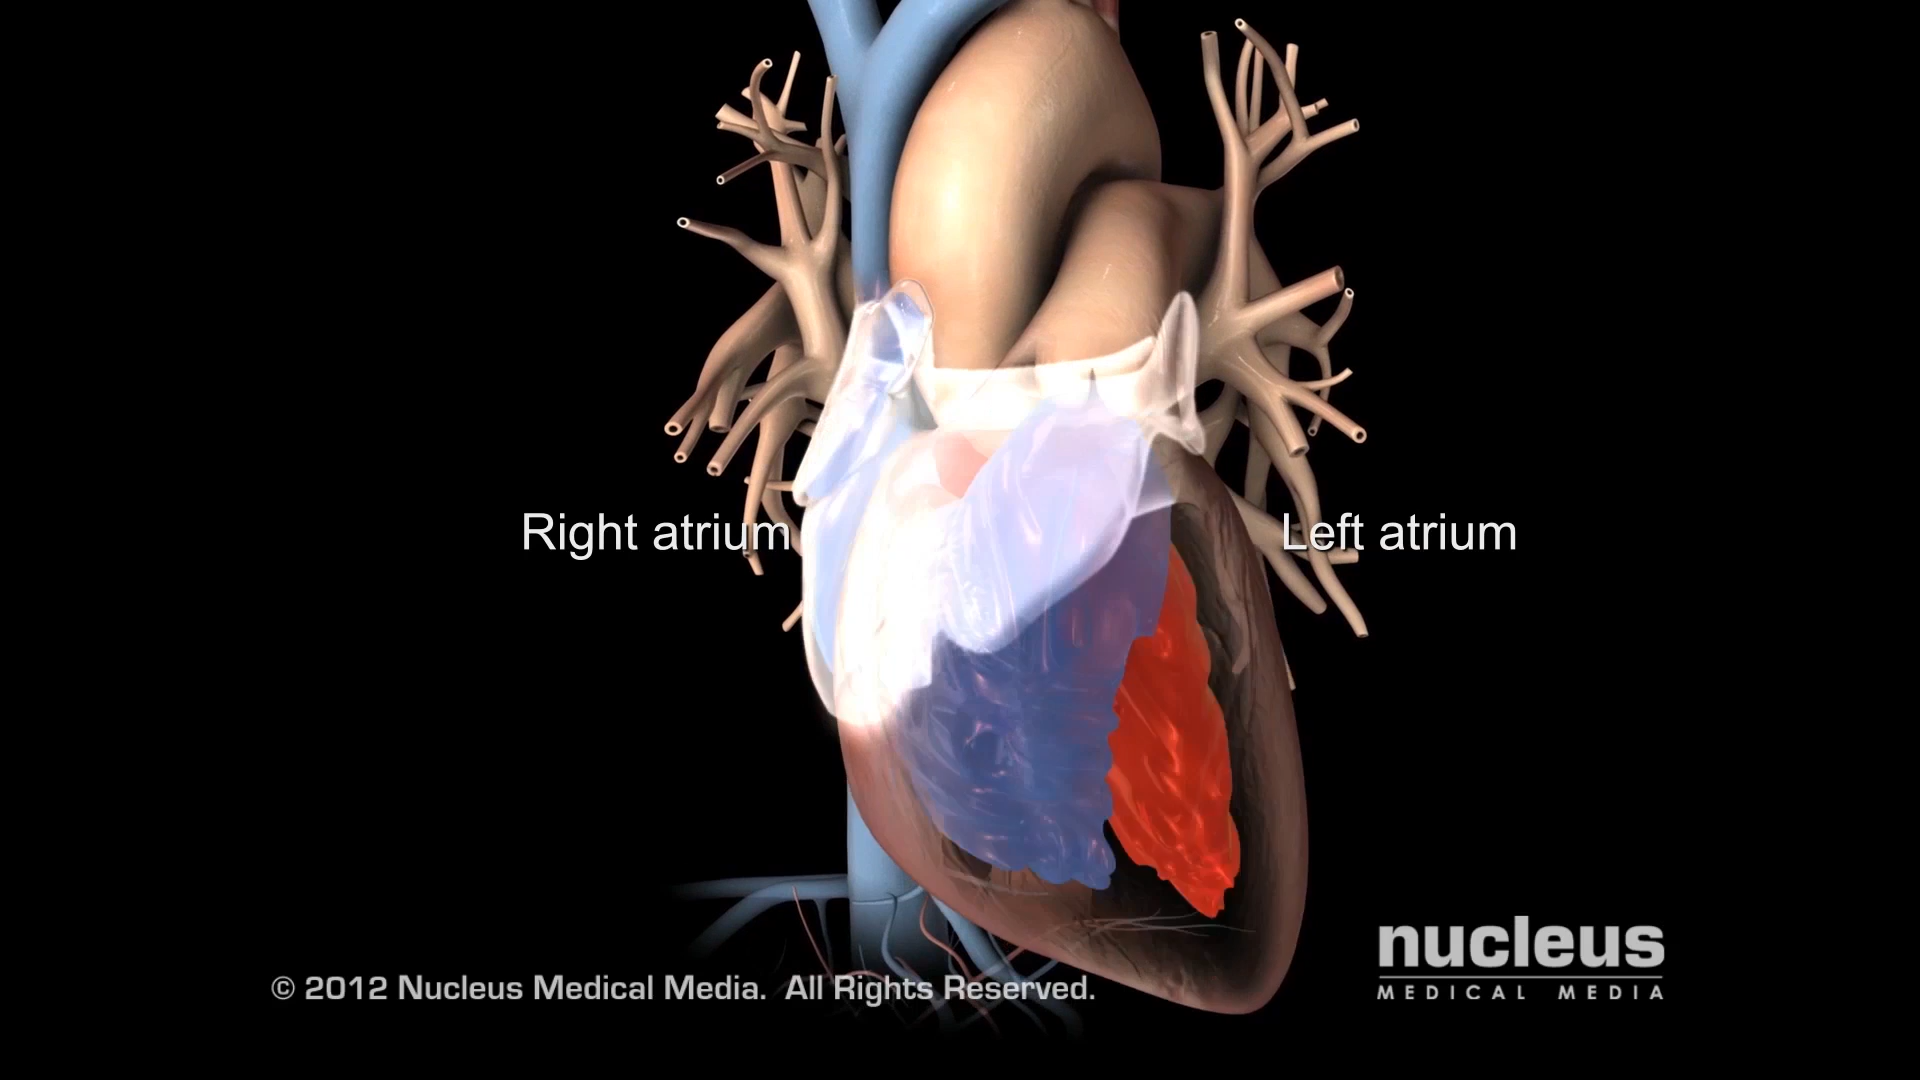 Right atrium
Left atrium
© 2012 Nucleus Medical Media.  All Rights Reserved.
nucleus
MEDICAL MEDIA